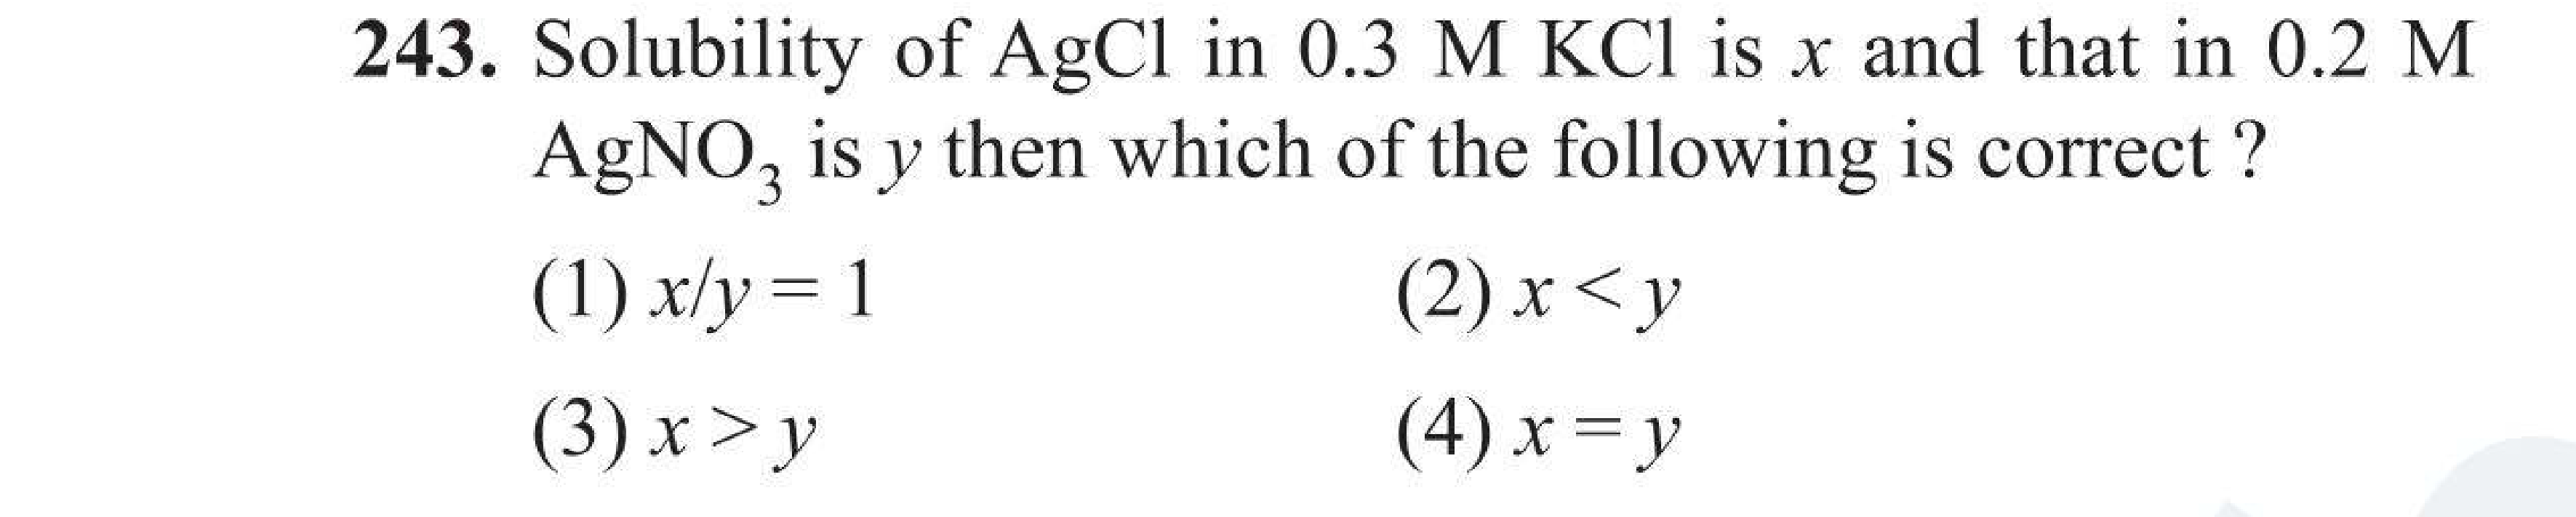 243. Solubility of AgCl in 0.3 M KCl is x and that in 0.2 M
AgNO₃ is y then which of the following is correct ?
(1) x/y = 1 (2) x < y
(3) x > y (4) x = y